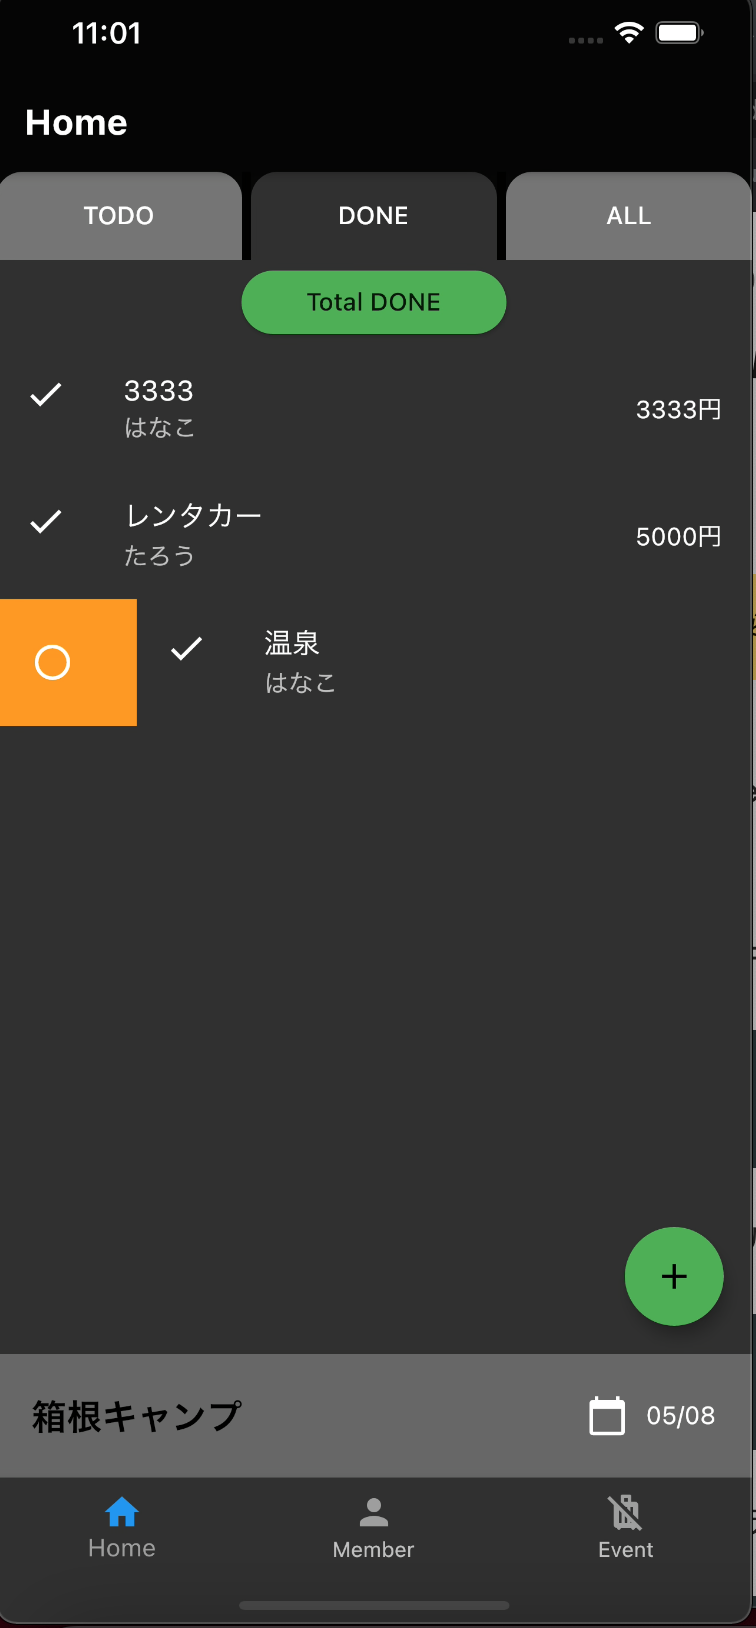 11:01
Home
TODO DONE ALL
Total DONE
3333
はなこ
3333円
レンタカー
たろう
5000円
温泉
はなこ
箱根キャンプ
05/08
Home Member Event